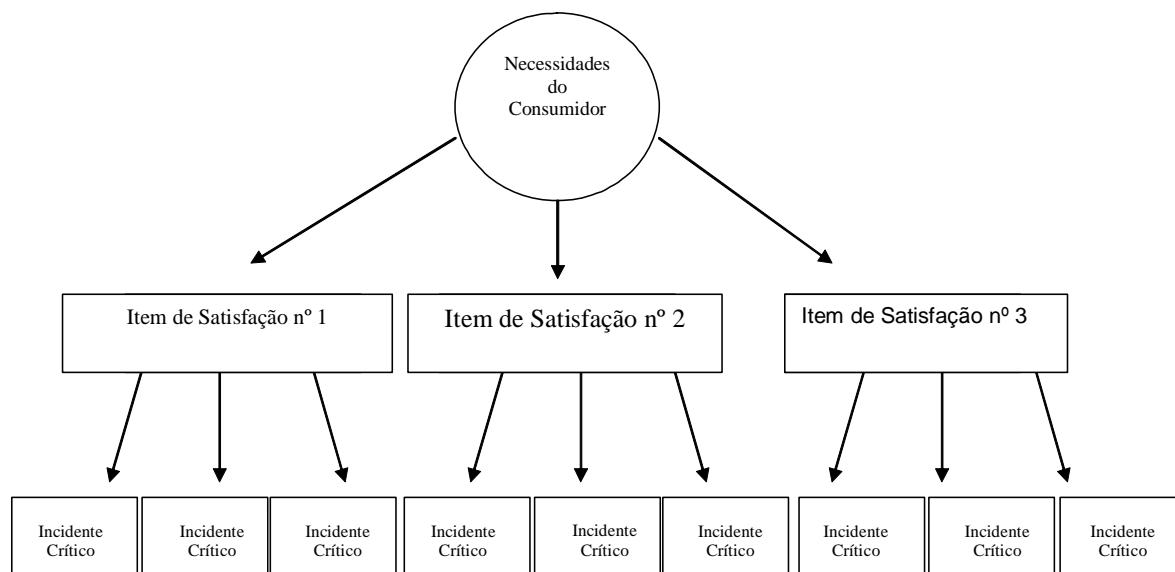 Necessidades
do
Consumidor
Item de Satisfação nº 1
Item de Satisfação nº 2
Item de Satisfação nº 3
Incidente
Crítico
Incidente
Crítico
Incidente
Crítico
Incidente
Crítico
Incidente
Crítico
Incidente
Crítico
Incidente
Crítico
Incidente
Crítico
Incidente
Crítico